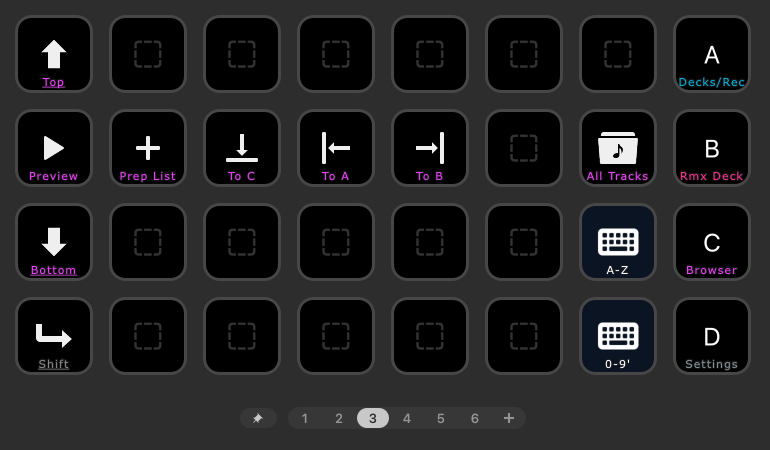 Top
A
Decks/Rec
Preview
Prep List
To C
To A
To B
All Tracks
B
Rmx Deck
Bottom
A-Z
C
Browser
Shift
0-9'
D
Settings
1 2 3 4 5 6 +